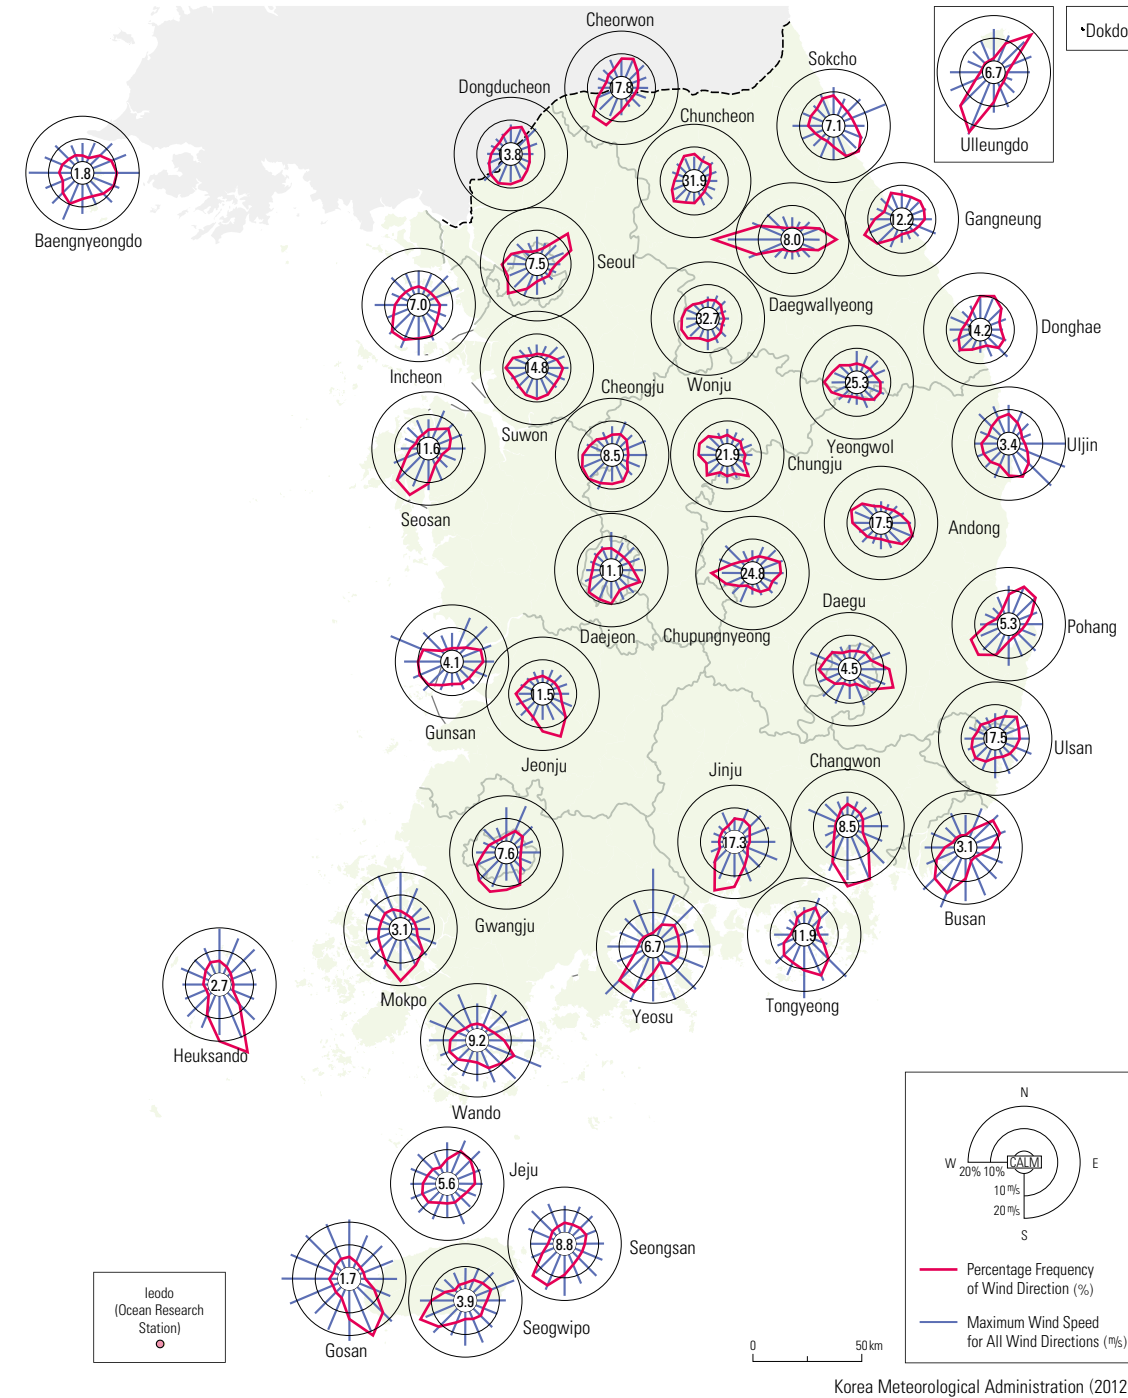 Cheorwon
17.8
Dokdo
6.7
Ulleungdo
Sokcho
7.1
Dongducheon
13.8
Chuncheon
31.9
1.8
Baengnyeongdo
12.2
Gangneung
8.0
Daegwallyeong
7.5
Seoul
7.0
Incheon
32.7
Wonju
14.2
Donghae
14.8
Suwon
25.3
Yeongwol
Cheongju
8.5
21.9
Chungju
3.4
Uljin
11.6
Seosan
17.5
Andong
11.1
Daejeon
24.8
Chupungnyeong
Daegu
4.5
5.3
Pohang
4.1
Gunsan
11.5
Jeonju
17.5
Ulsan
Jinju
17.3
Changwon
8.5
3.1
Busan
7.6
Gwangju
3.1
Mokpo
6.7
Yeosu
11.9
Tongyeong
2.7
Heuksando
9.2
Wando
5.6
Jeju
8.8
Seongsan
1.7
Gosan
3.9
Seogwipo
Ieodo
(Ocean Research
Station)
N
W
CALM
E
20% 10%
10 m/s
20 m/s
S
Percentage Frequency
of Wind Direction (%)
Maximum Wind Speed
for All Wind Directions (m/s)
0 50 km
Korea Meteorological Administration (2012